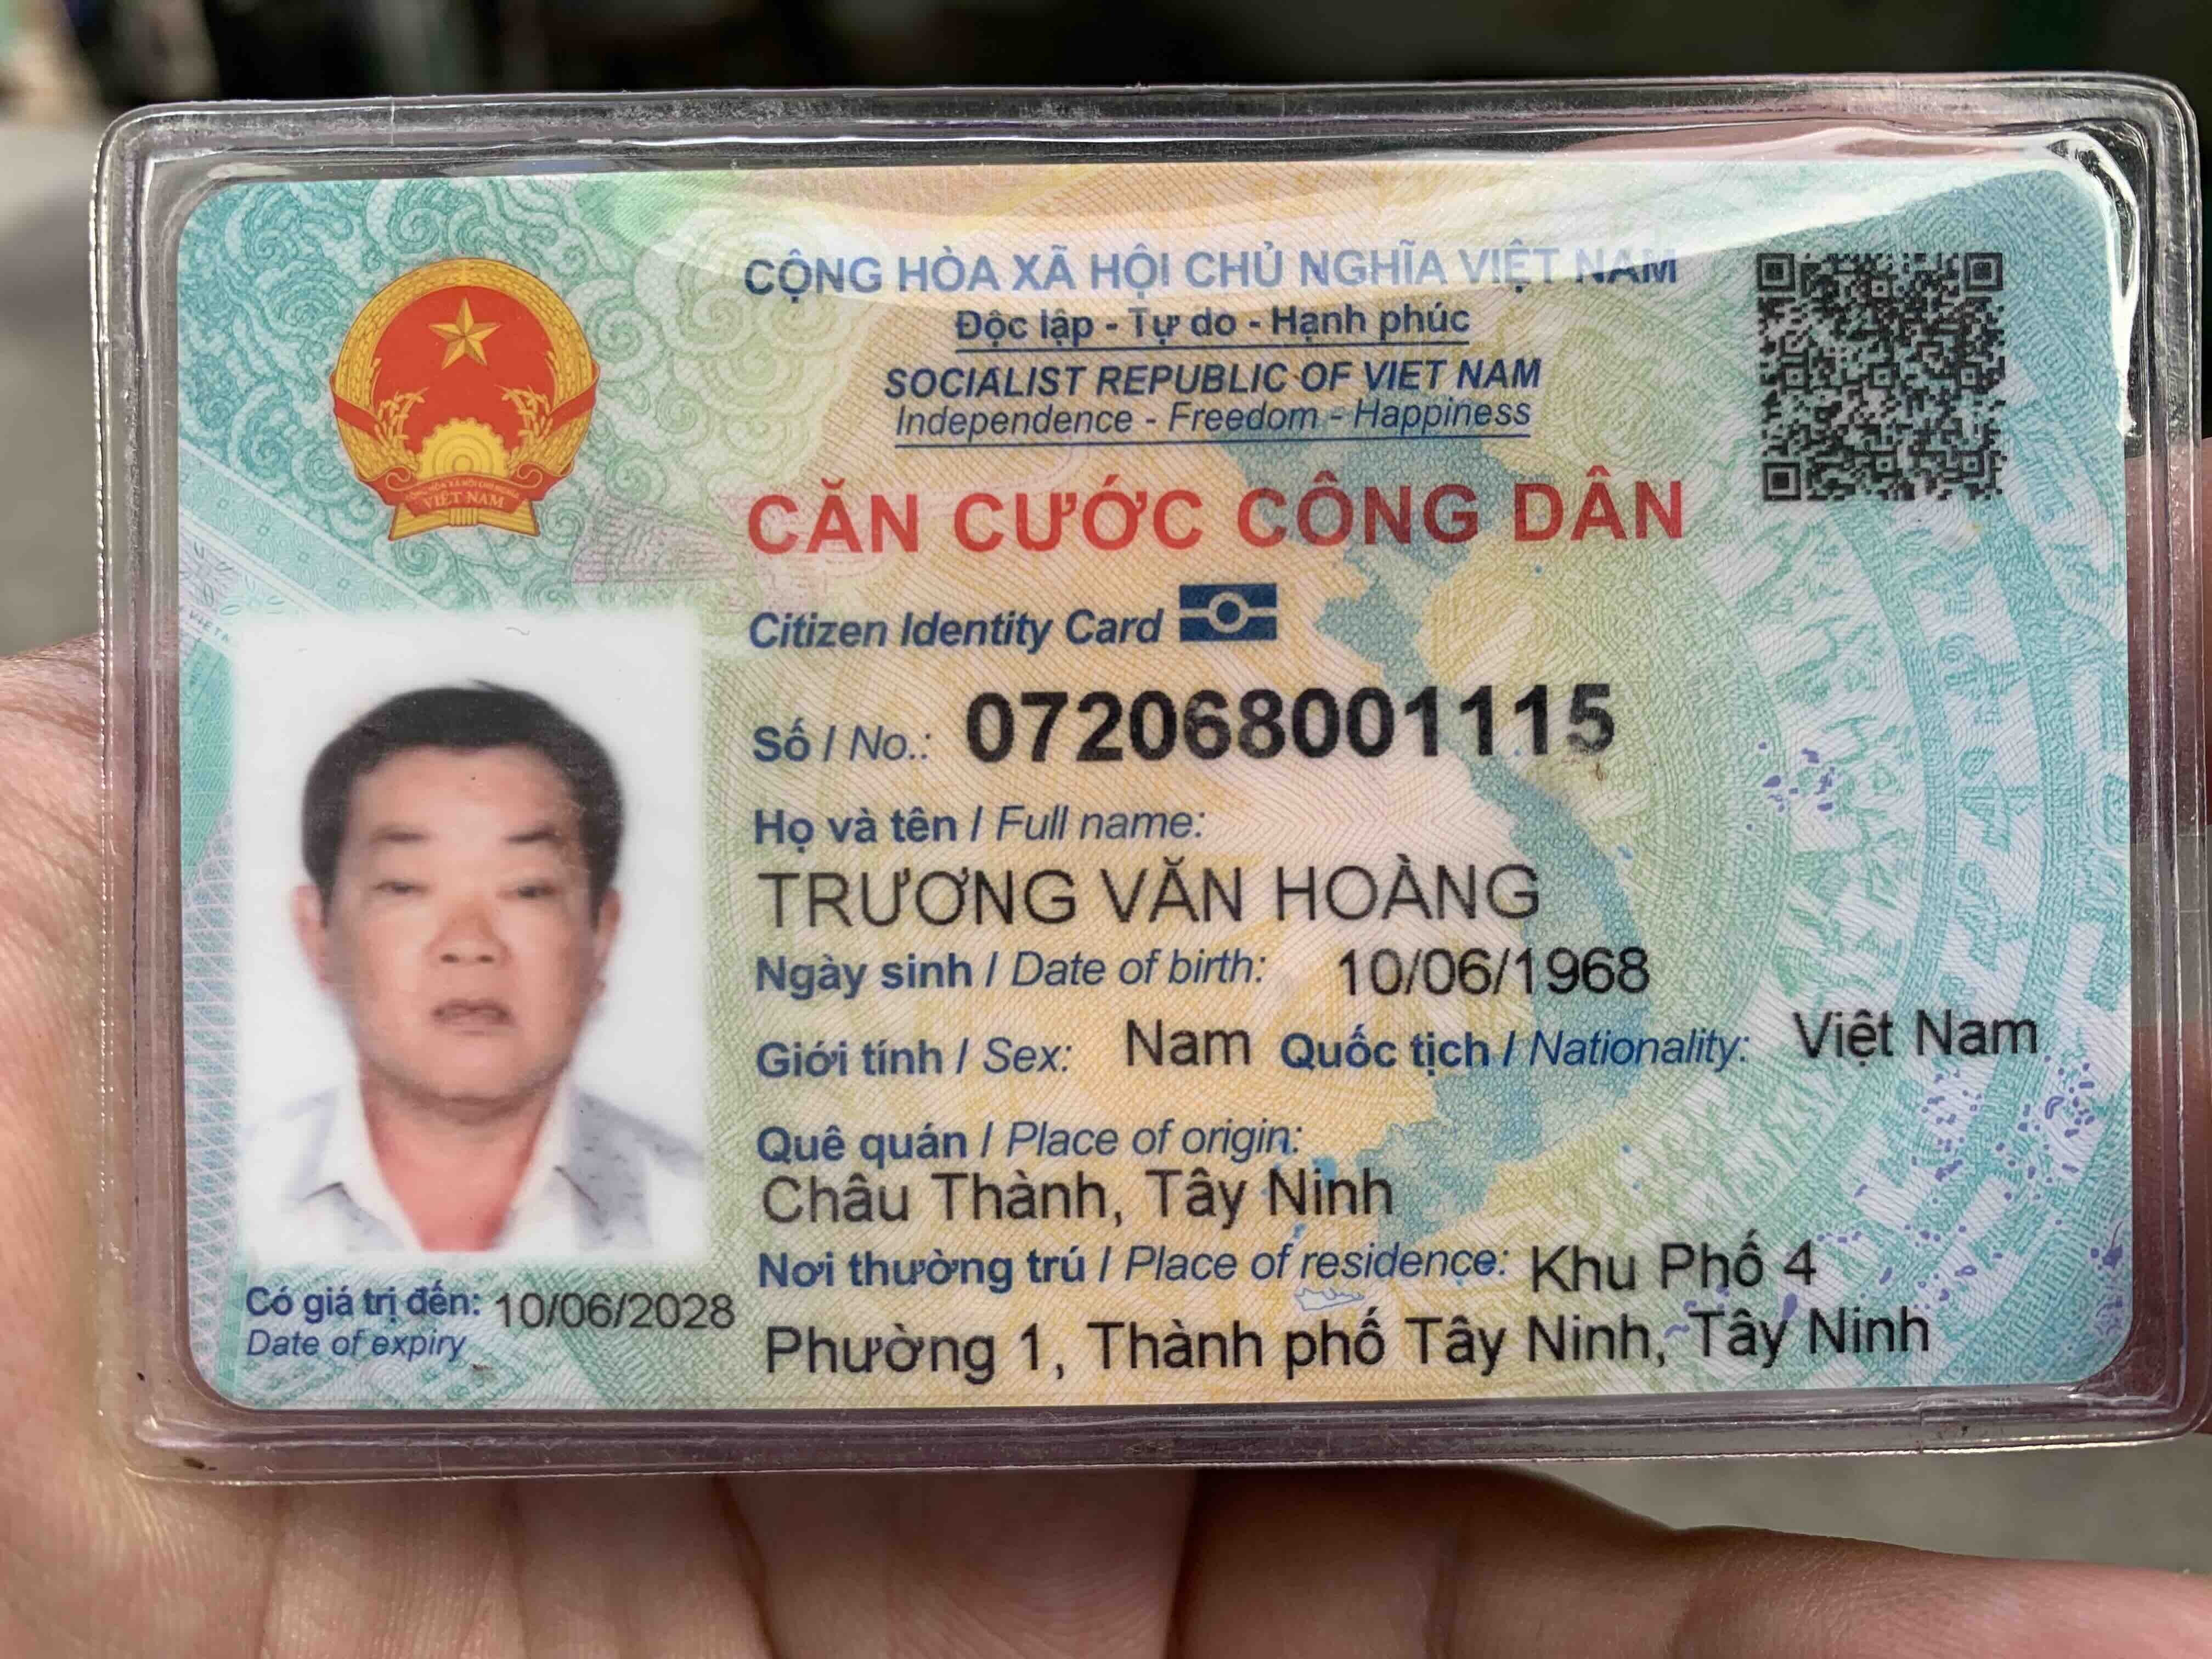 CỘNG HÒA XÃ HỘI CHỦ NGHĨA VIỆT NAM
Độc lập - Tự do - Hạnh phúc
SOCIALIST REPUBLIC OF VIET NAM
Independence - Freedom - Happiness
CĂN CƯỚC CÔNG DÂN
Citizen Identity Card
Số / No.: 072068001115
Họ và tên / Full name:
TRƯƠNG VĂN HOÀNG
Ngày sinh / Date of birth: 10/06/1968
Giới tính / Sex: Nam Quốc tịch / Nationality: Việt Nam
Quê quán / Place of origin:
Châu Thành, Tây Ninh
Nơi thường trú / Place of residence: Khu Phố 4
Phường 1, Thành phố Tây Ninh, Tây Ninh
Có giá trị đến: 10/06/2028
Date of expiry
VIỆT NAM